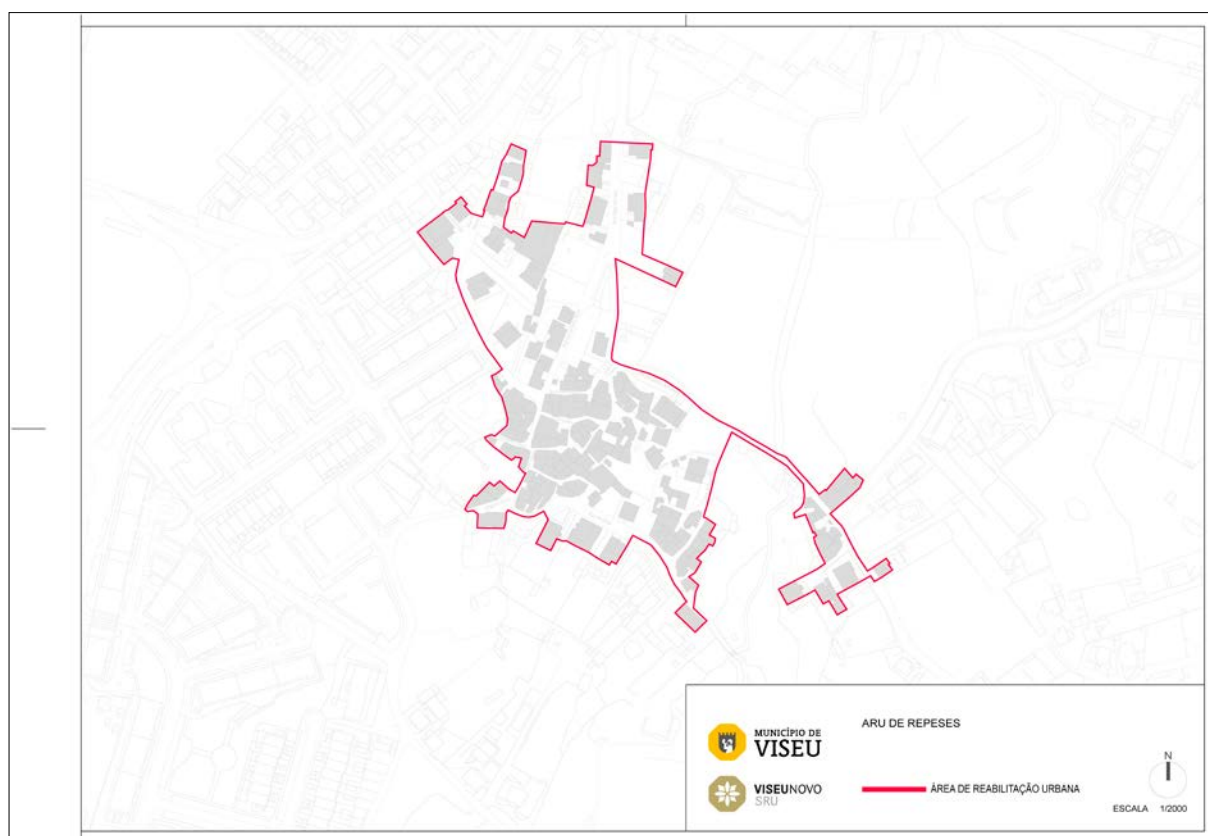 MUNICÍPIO DE
VISEU
VISEUNOVO
SRU
ARU DE REPESES
ÁREA DE REABILITAÇÃO URBANA
N
ESCALA 1/2000